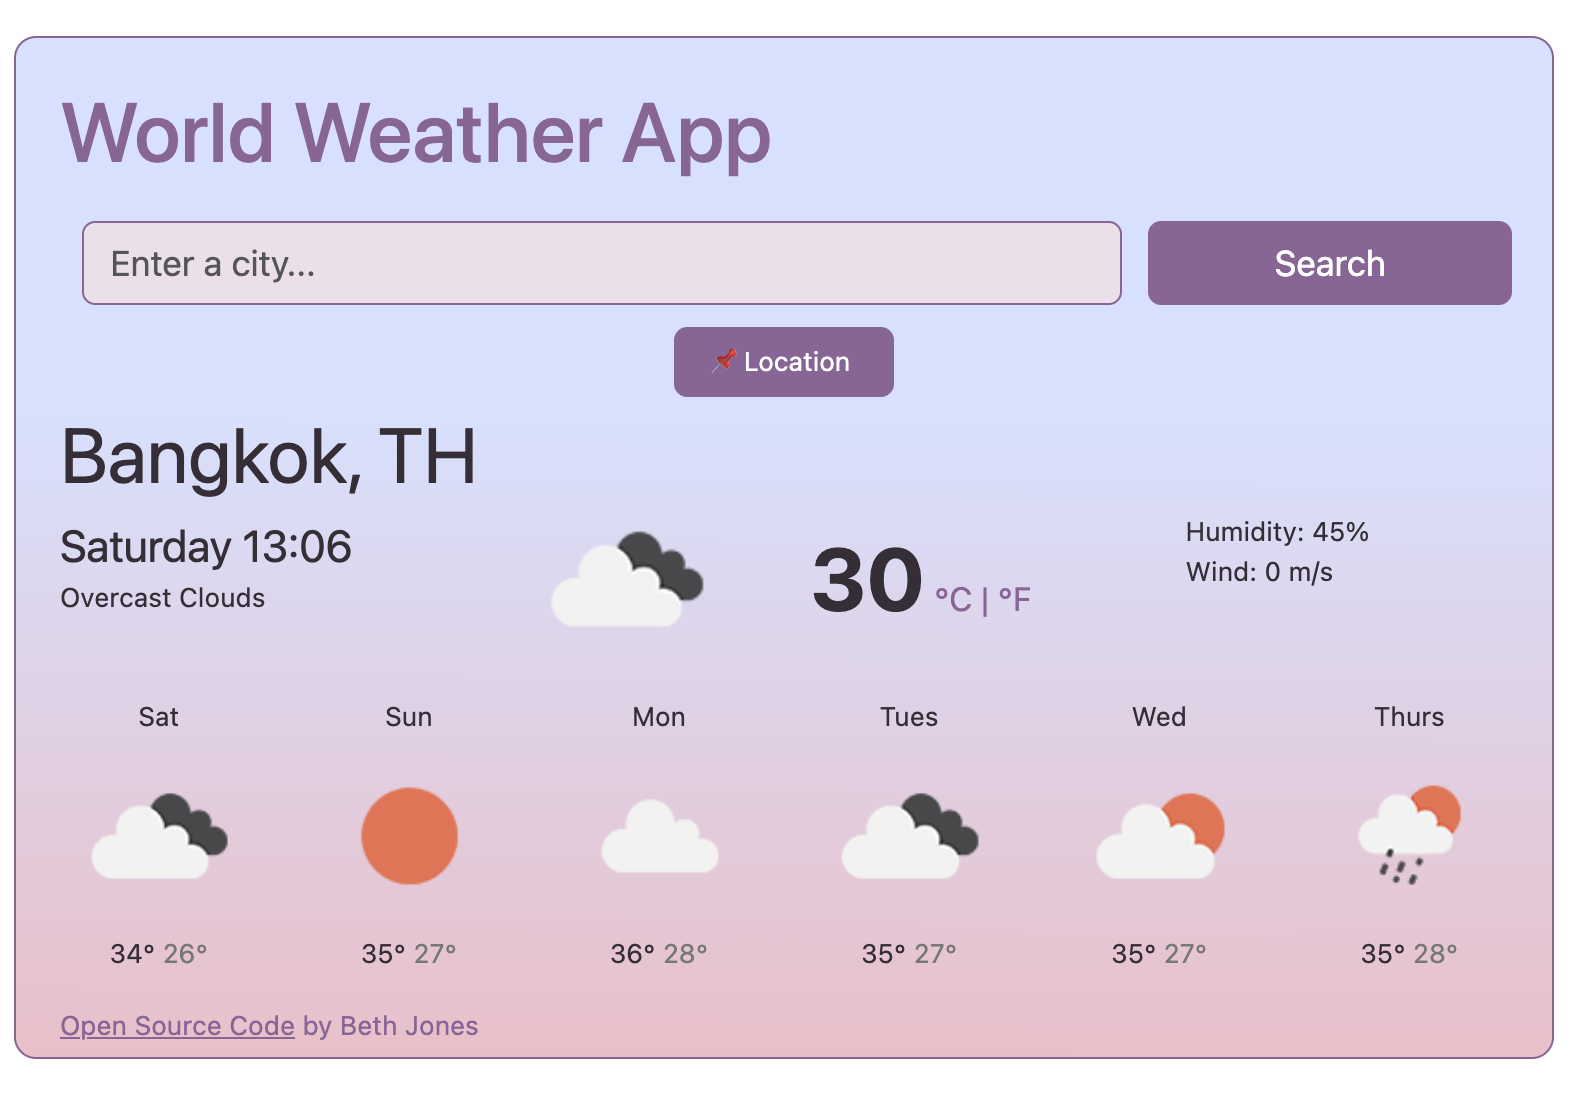 World Weather App
Enter a city...
Search
📌 Location
Bangkok, TH
Saturday 13:06
Overcast Clouds
30 °C | °F
Humidity: 45%
Wind: 0 m/s
Sat Sun Mon Tues Wed Thurs
34° 26° 35° 27° 36° 28° 35° 27° 35° 27° 35° 28°
Open Source Code by Beth Jones